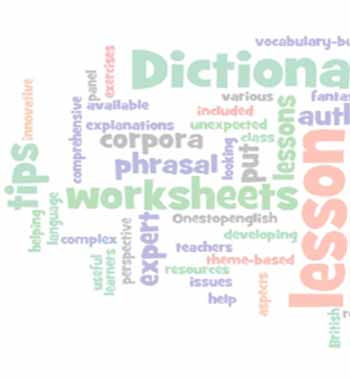 vocabulary-bu
Dictiona
innovative
panel
exercises
various
fantas
comprehensive
available
included
auth
explanations
unexpected
lessons
corpora
looking
class
phrasal
put
tips
worksheets
lesson
helping
language
Onestopenglish
complex
perspective
expert
developing
teachers
useful
learners
theme-based
resources
issues
aspects
help
British